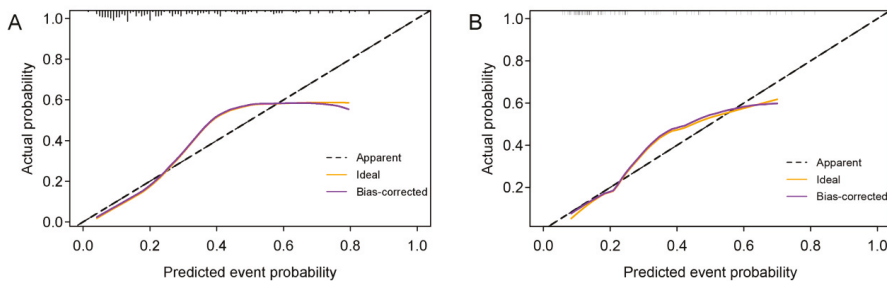 A
Actual probability
1.0
0.8
0.6
0.4
0.2
0.0
Apparent
Ideal
Bias-corrected
0.0 0.2 0.4 0.6 0.8 1.0
Predicted event probability
B
Actual probability
1.0
0.8
0.6
0.4
0.2
Apparent
Ideal
Bias-corrected
0.0 0.2 0.4 0.6 0.8 1.0
Predicted event probability